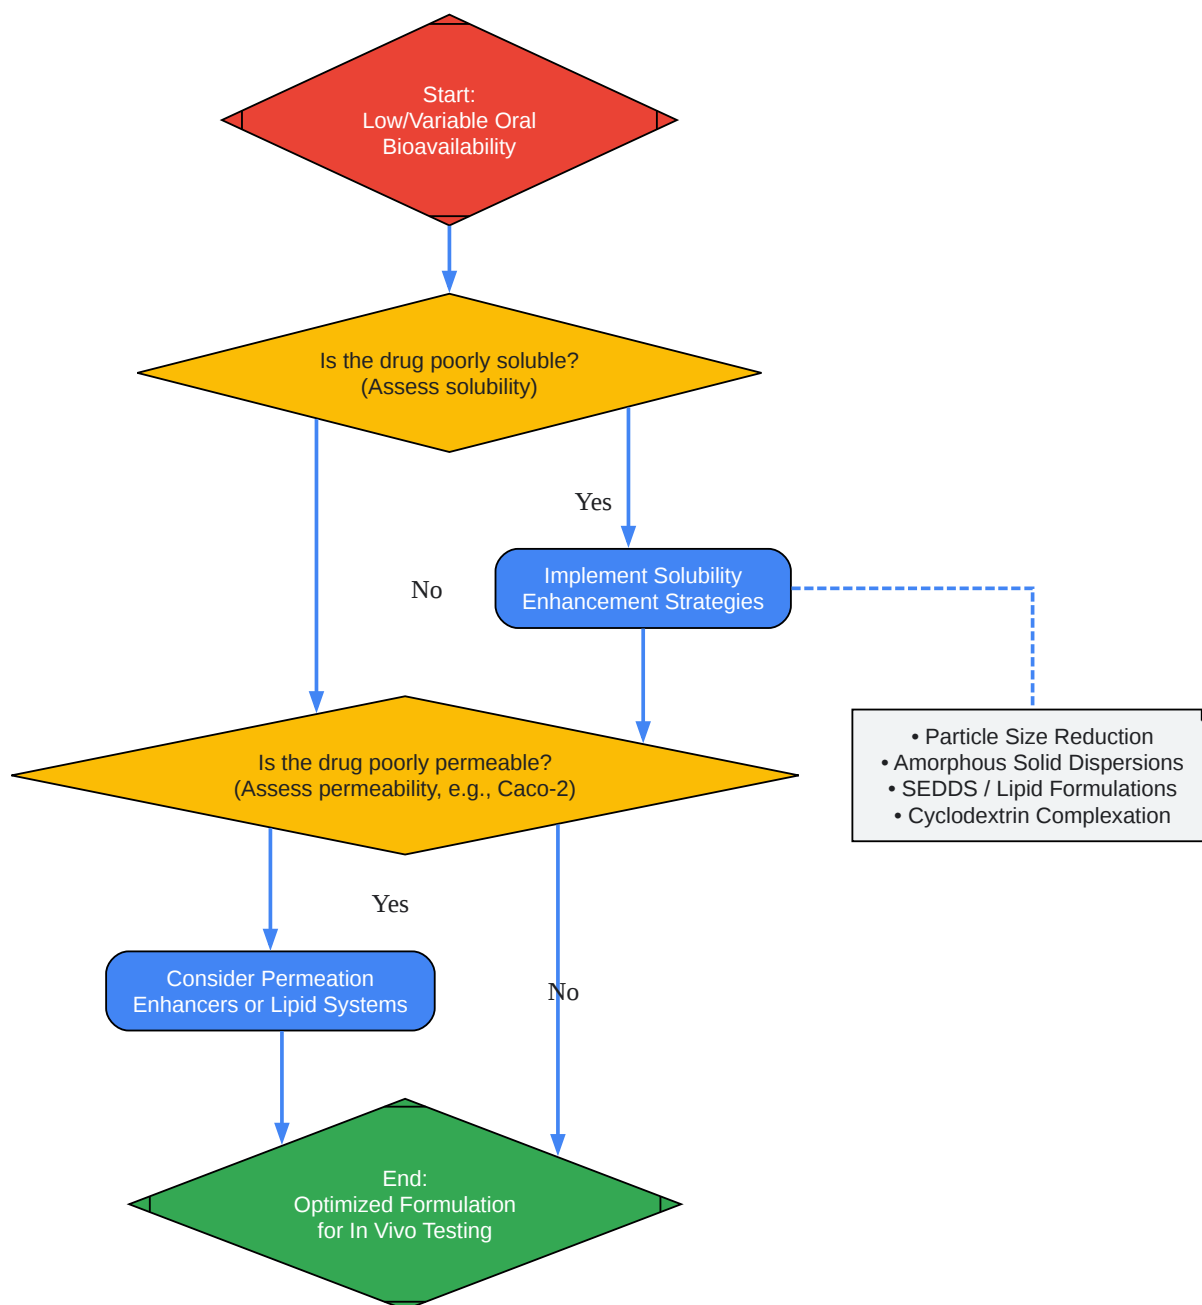 Start:
Low/Variable Oral
Bioavailability
Is the drug poorly soluble?
(Assess solubility)
Yes
No
Implement Solubility
Enhancement Strategies
• Particle Size Reduction
• Amorphous Solid Dispersions
• SEDDS / Lipid Formulations
• Cyclodextrin Complexation
Is the drug poorly permeable?
(Assess permeability, e.g., Caco-2)
Yes
No
Consider Permeation
Enhancers or Lipid Systems
End:
Optimized Formulation
for In Vivo Testing